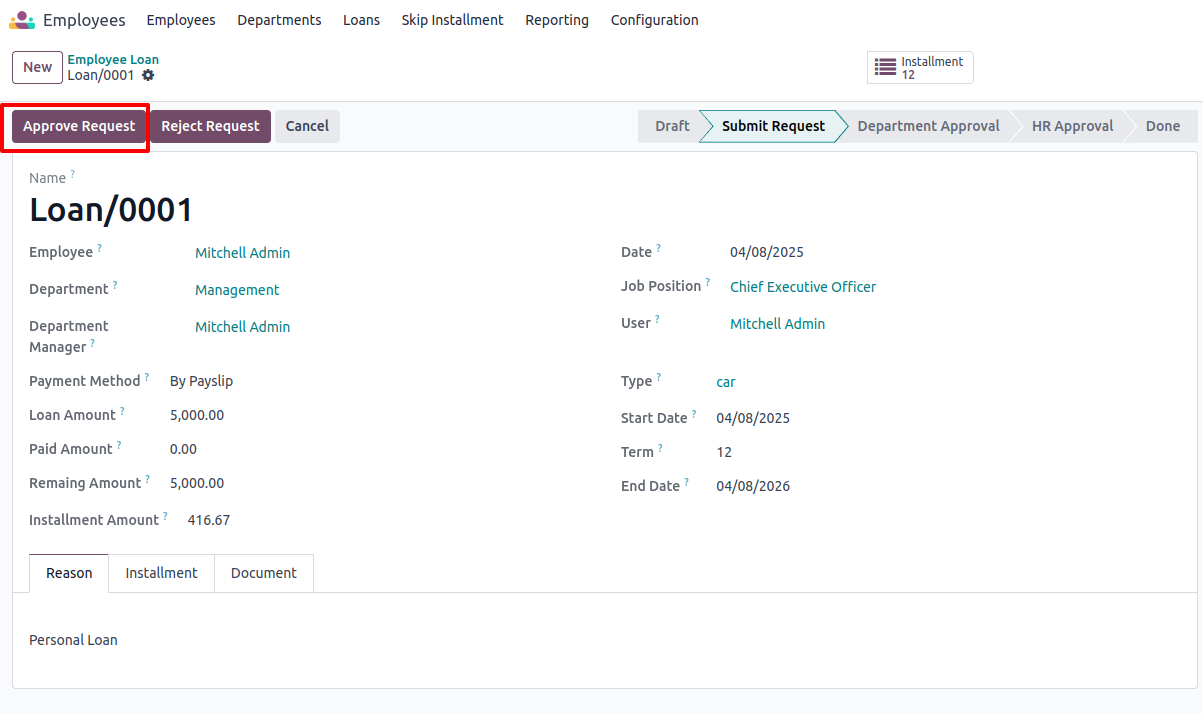 Employees Employees Departments Loans Skip Installment Reporting Configuration
New
Employee Loan
Loan/0001
Installment
12
Approve Request Reject Request Cancel Draft Submit Request Department Approval HR Approval Done
Name ?
Loan/0001
Employee ? Mitchell Admin Date ? 04/08/2025
Department ? Management Job Position ? Chief Executive Officer
Department
Manager ? Mitchell Admin User ? Mitchell Admin
Payment Method ? By Payslip Type ? car
Loan Amount ? 5,000.00 Start Date ? 04/08/2025
Paid Amount ? 0.00 Term ? 12
Remaing Amount ? 5,000.00 End Date ? 04/08/2026
Installment Amount ? 416.67
Reason Installment Document
Personal Loan